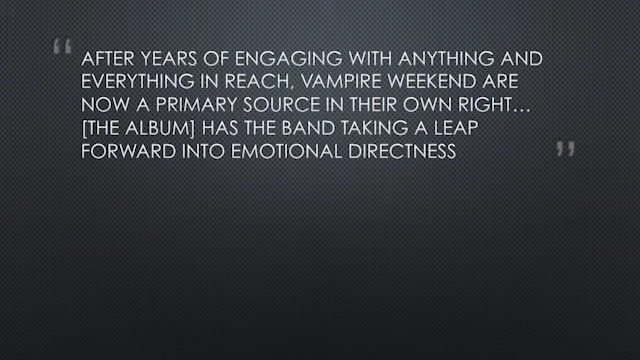 “ AFTER YEARS OF ENGAGING WITH ANYTHING AND
EVERYTHING IN REACH, VAMPIRE WEEKEND ARE
NOW A PRIMARY SOURCE IN THEIR OWN RIGHT…
[THE ALBUM] HAS THE BAND TAKING A LEAP
FORWARD INTO EMOTIONAL DIRECTNESS ”